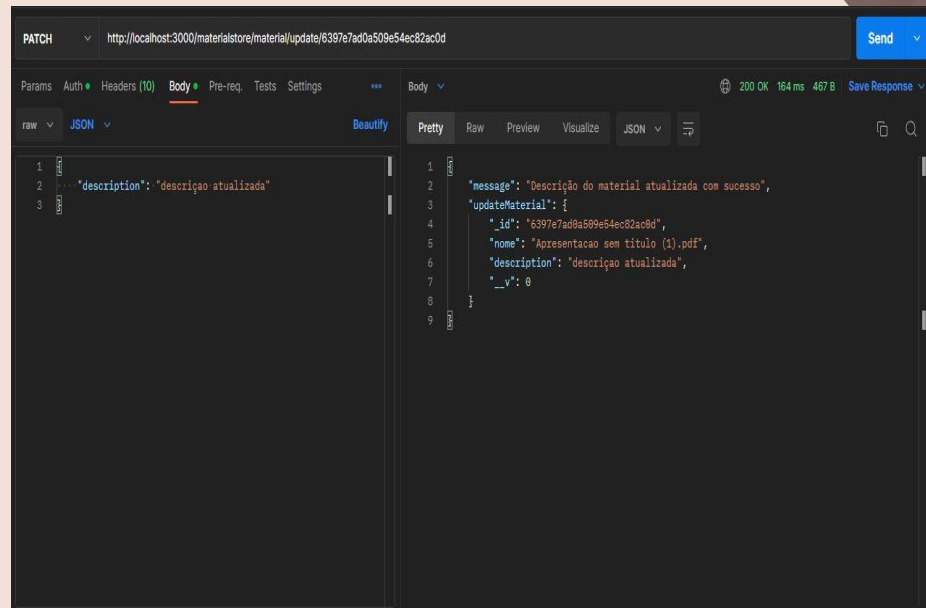 PATCH http://localhost:3000/materialstore/material/update/6397e7ad0a509e54ec82ac0d Send
Params Auth Headers (10) Body Pre-req. Tests Settings
raw JSON Beautify
1 {
2 "description": "descriçao atualizada"
3 }
Body 200 OK 164 ms 467 B Save Response
Pretty Raw Preview Visualize JSON
1 {
2 "message": "Descrição do material atualizada com sucesso",
3 "updateMaterial": {
4 "_id": "6397e7ad0a509e54ec82ac0d",
5 "nome": "Apresentacao sem titulo (1).pdf",
6 "description": "descriçao atualizada",
7 "__v": 0
8 }
9 }